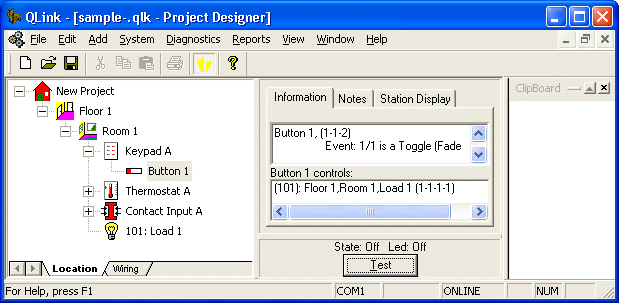 QLink - [sample-.qlk - Project Designer]
File Edit Add System Diagnostics Reports View Window Help
New Project
Floor 1
Room 1
Keypad A
Button 1
Thermostat A
Contact Input A
101: Load 1
Location Wiring
Information Notes Station Display
Button 1, (1-1-2)
Event: 1/1 is a Toggle (Fade
Button 1 controls:
(101): Floor 1,Room 1,Load 1 (1-1-1-1)
State: Off Led: Off
Test
ClipBoard
For Help, press F1 COM1 ONLINE NUM